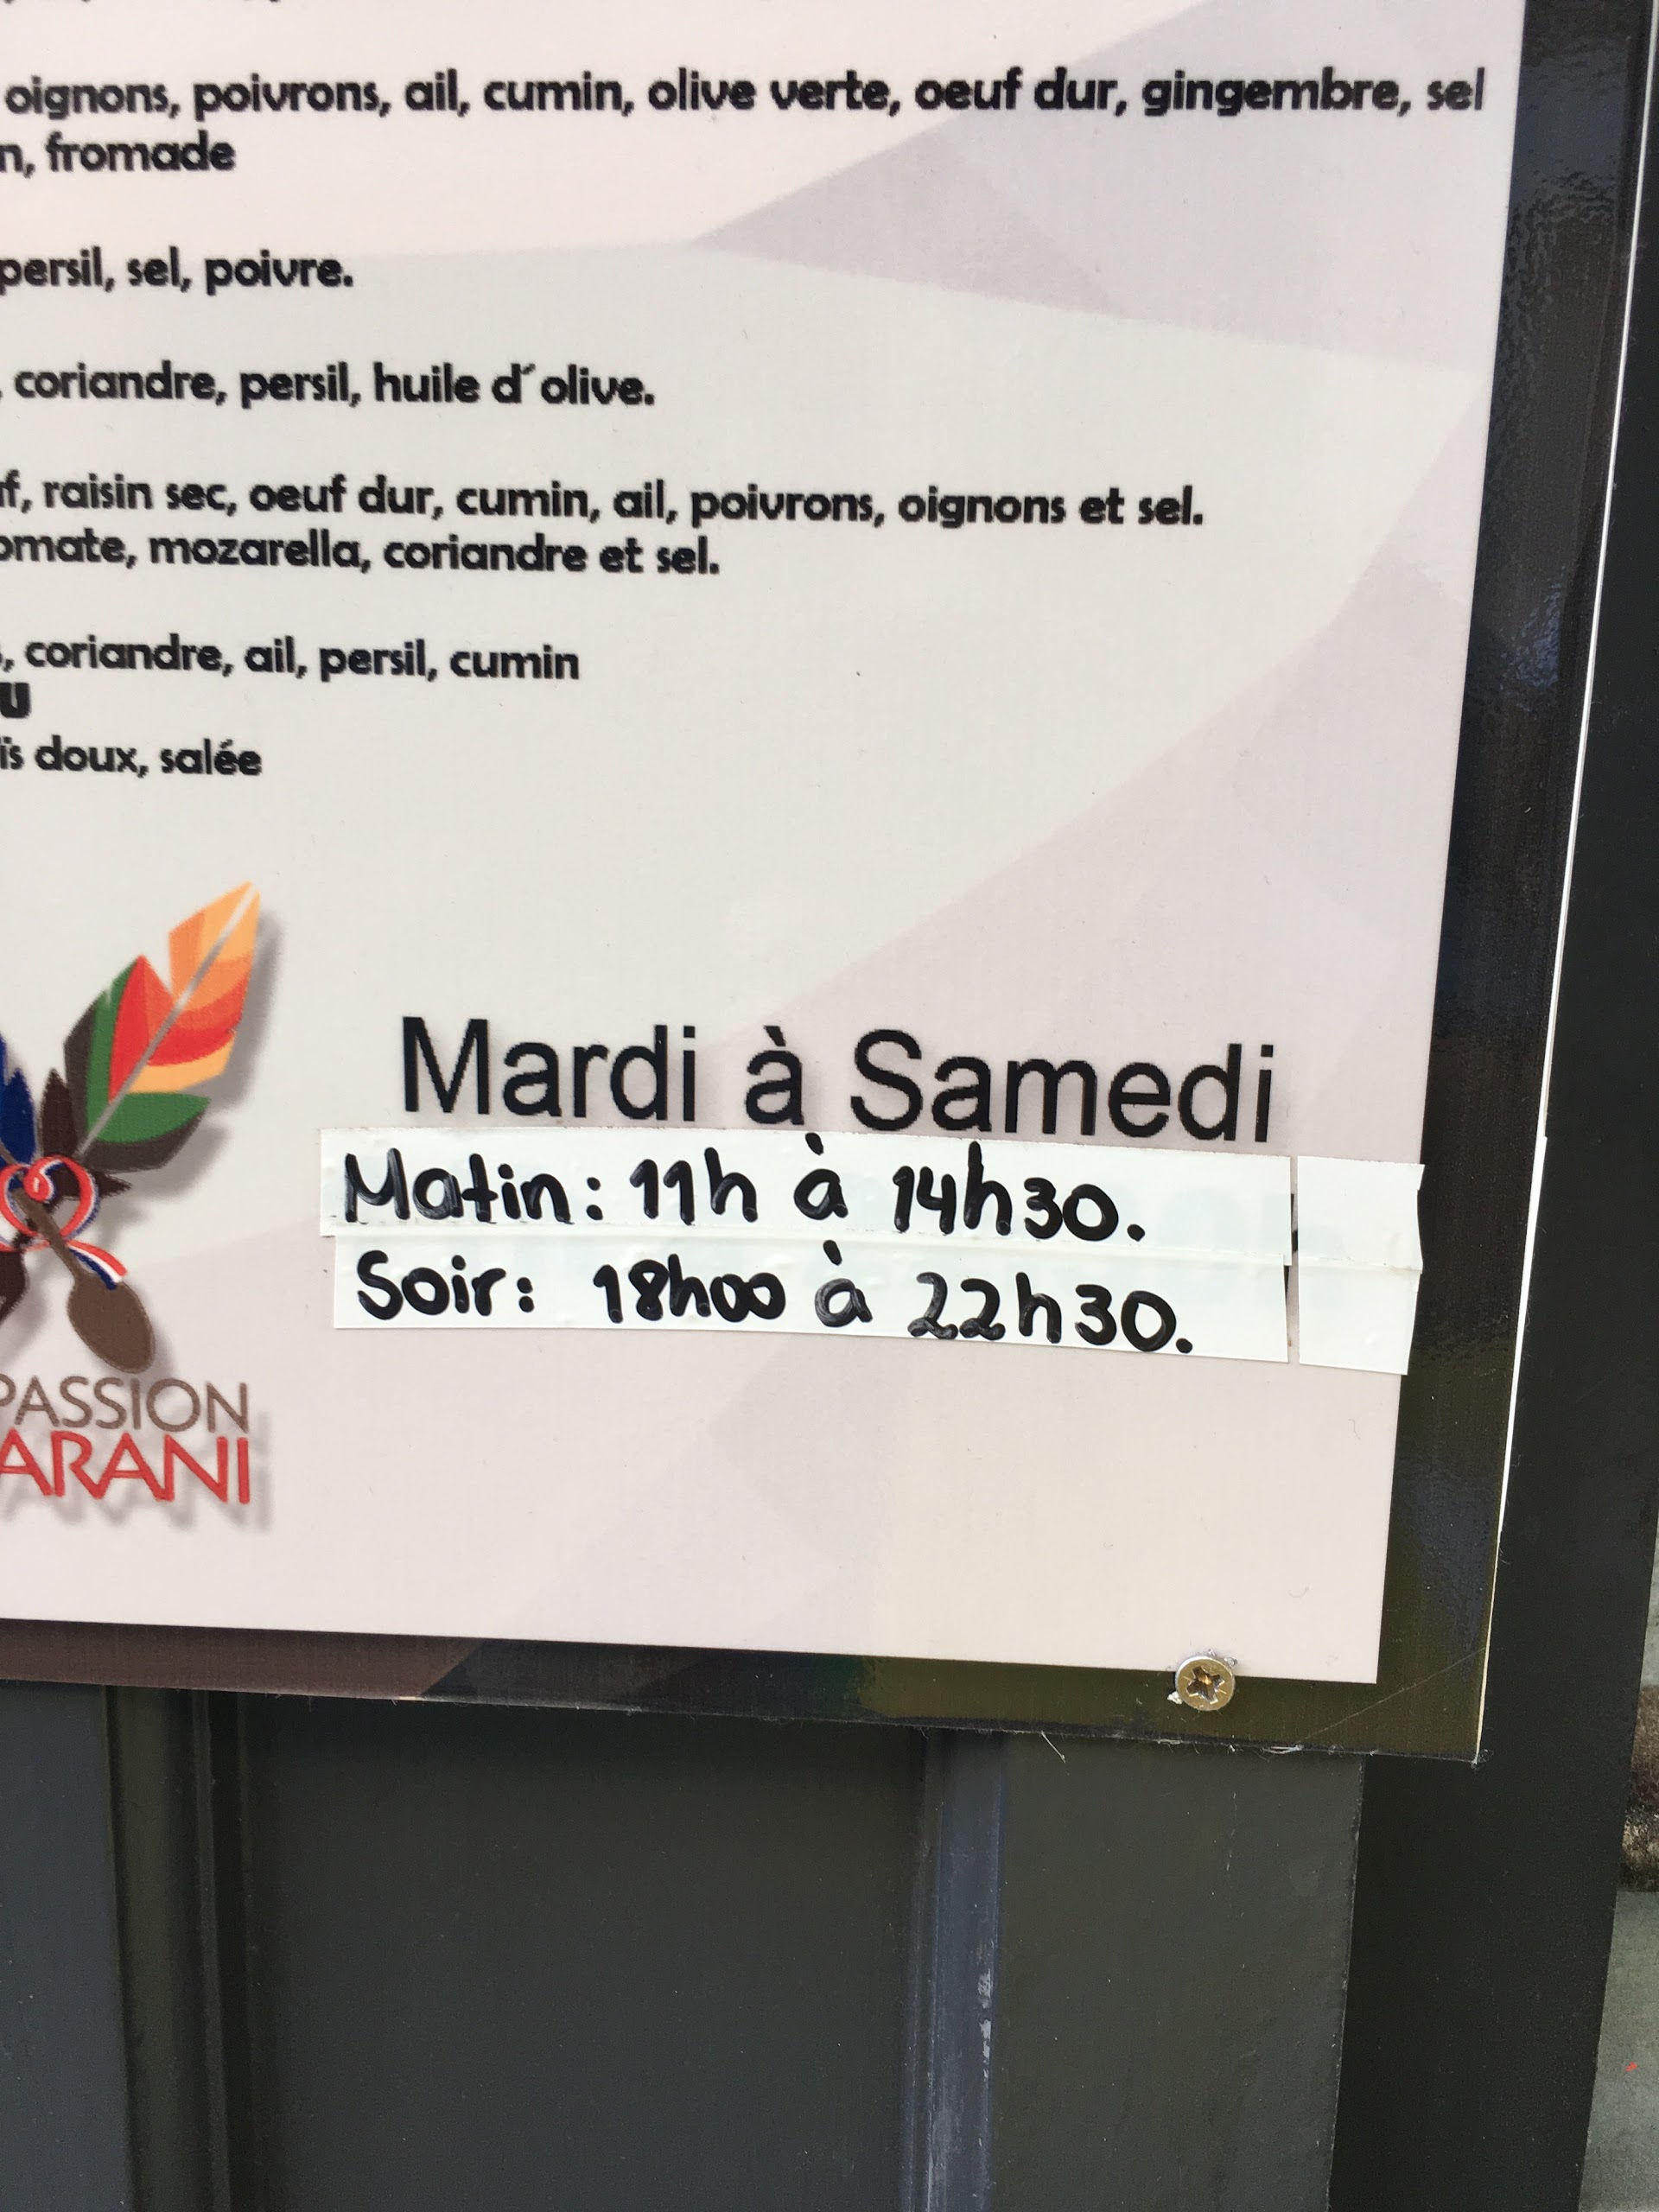 oignons, poivrons, ail, cumin, olive verte, oeuf dur, gingembre, sel
n, fromade
persil, sel, poivre.
, coriandre, persil, huile d´olive.
f, raisin sec, oeuf dur, cumin, ail, poivrons, oignons et sel.
omate, mozarella, coriandre et sel.
, coriandre, ail, persil, cumin
U
ïs doux, salée
Mardi à Samedi
Matin: 11h à 14h30.
Soir: 18h00 à 22h30.
PASSION
ARANI